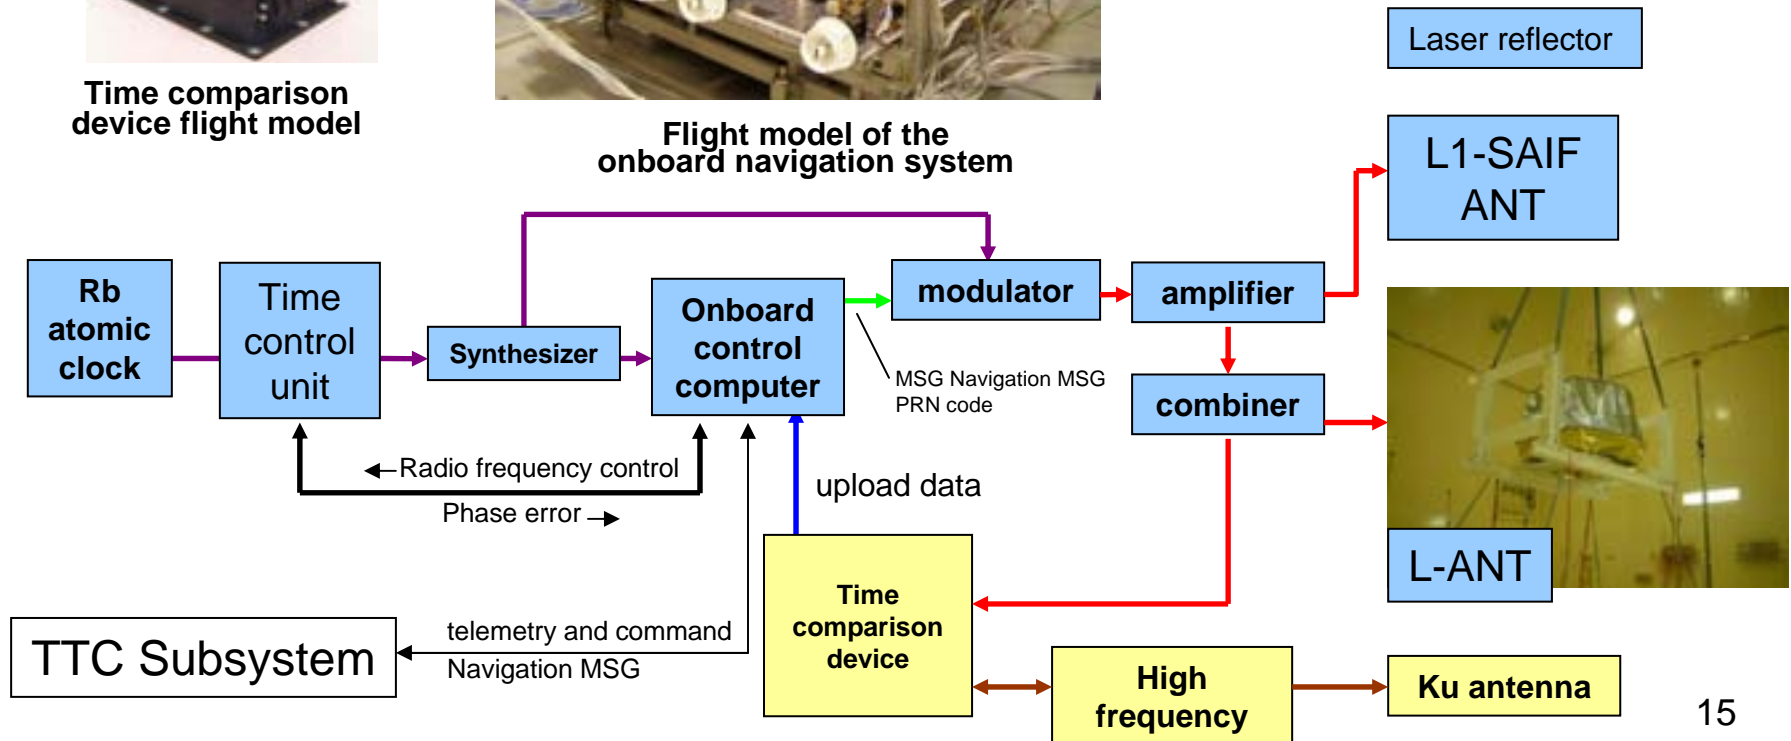 Laser reflector
Time comparison
device flight model
Flight model of the
onboard navigation system
L1-SAIF
ANT
Rb
atomic
clock
Time
control
unit
Synthesizer
Onboard
control
computer
modulator
amplifier
MSG Navigation MSG
PRN code
combiner
Radio frequency control
Phase error
upload data
L-ANT
Time
comparison
device
TTC Subsystem
telemetry and command
Navigation MSG
High
frequency
Ku antenna
15